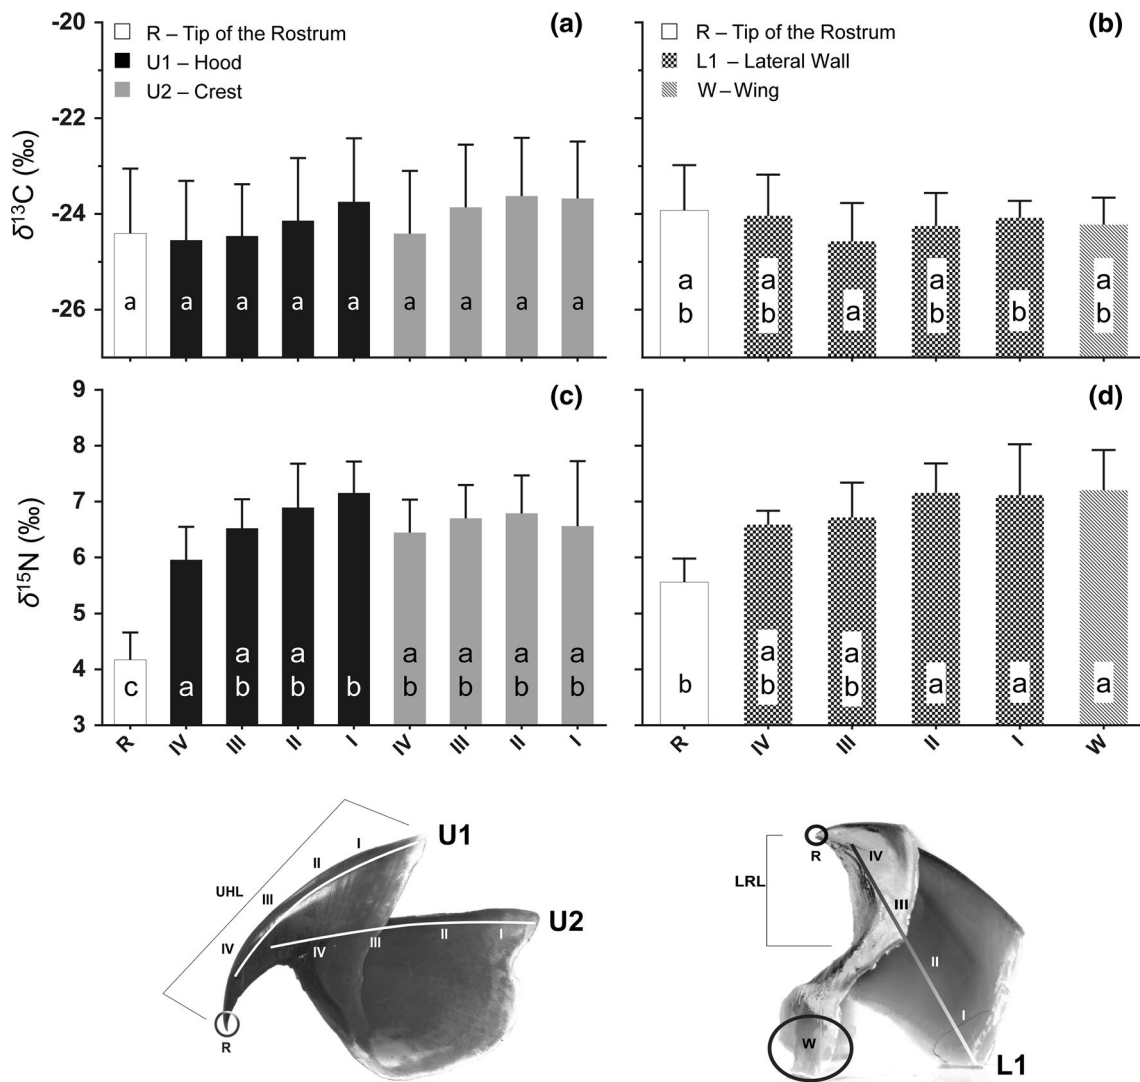 (a)
R – Tip of the Rostrum
U1 – Hood
U2 – Crest
δ¹³C (‰)
-20
-22
-24
-26
a a a a a a a a a
(b)
R – Tip of the Rostrum
L1 – Lateral Wall
W – Wing
a a a a
b b a b b b
(c)
δ¹⁵N (‰)
9
8
7
6
5
4
3
a a a a a a
c a b b b b b b b
R IV III II I IV III II I
(d)
a a
b b b a a a
R IV III II I W
U1
I
II
UHL
III
IV
U2
I
II
III
IV
R
R
IV
LRL
III
II
I
W
L1